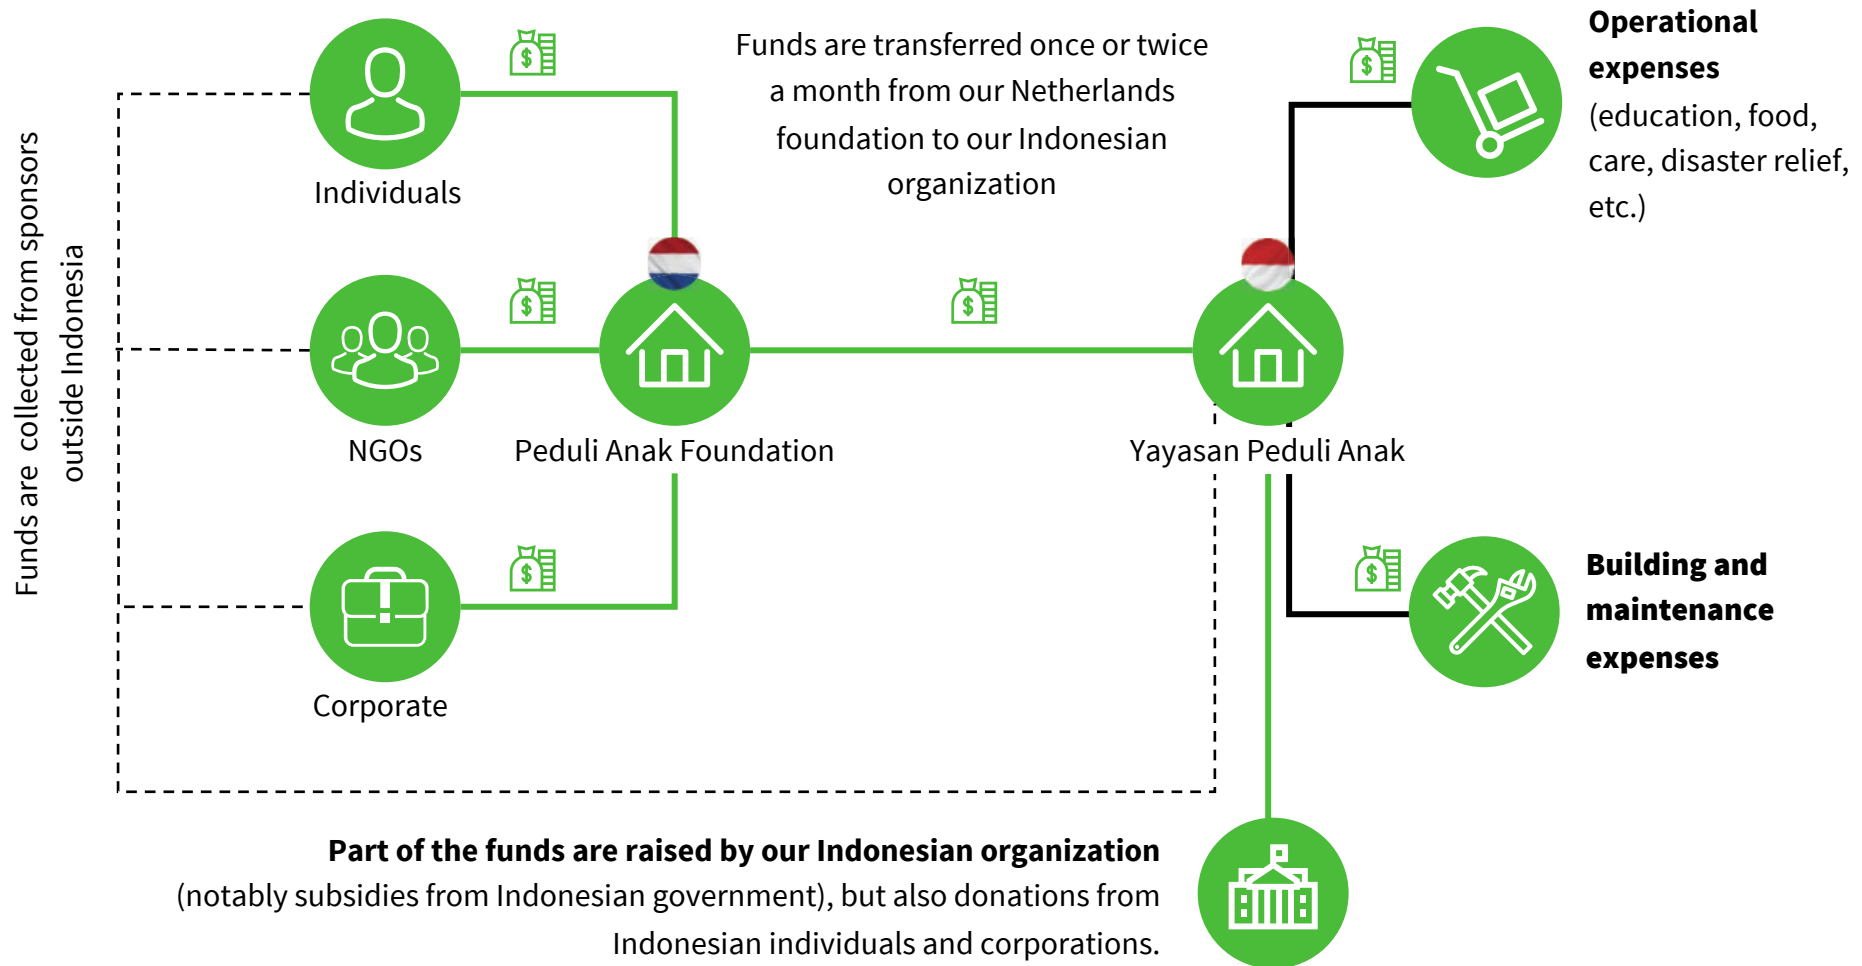 Funds are collected from sponsors
outside Indonesia
Individuals
NGOs
Corporate
Funds are transferred once or twice
a month from our Netherlands
foundation to our Indonesian
organization
Peduli Anak Foundation
Yayasan Peduli Anak
Operational
expenses
(education, food,
care, disaster relief,
etc.)
Building and
maintenance
expenses
Part of the funds are raised by our Indonesian organization
(notably subsidies from Indonesian government), but also donations from
Indonesian individuals and corporations.
$
$
$
$
$
$